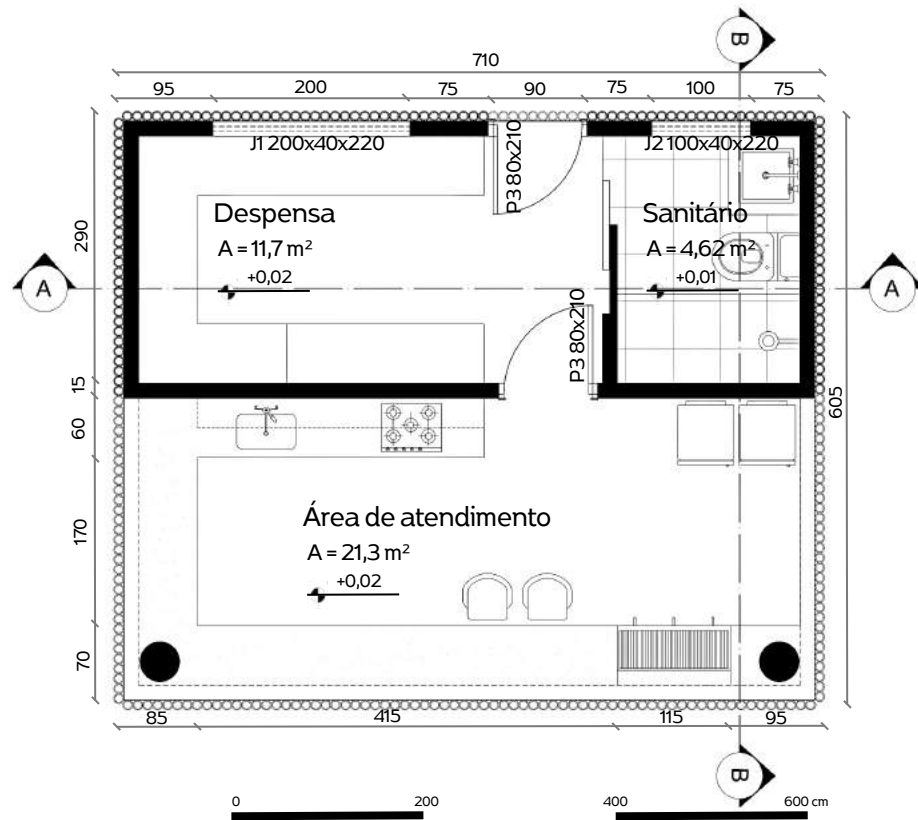 B
710
95 200 75 90 75 100 75
J1 200x40x220
J2 100x40x220
P3 80x210
290
Despensa
A = 11,7 m²
+0,02
Sanitário
A = 4,62 m²
+0,01
A
A
P3 80x210
15
605
60
170
Área de atendimento
A = 21,3 m²
+0,02
70
85 415 115 95
B
0 200 400 600 cm